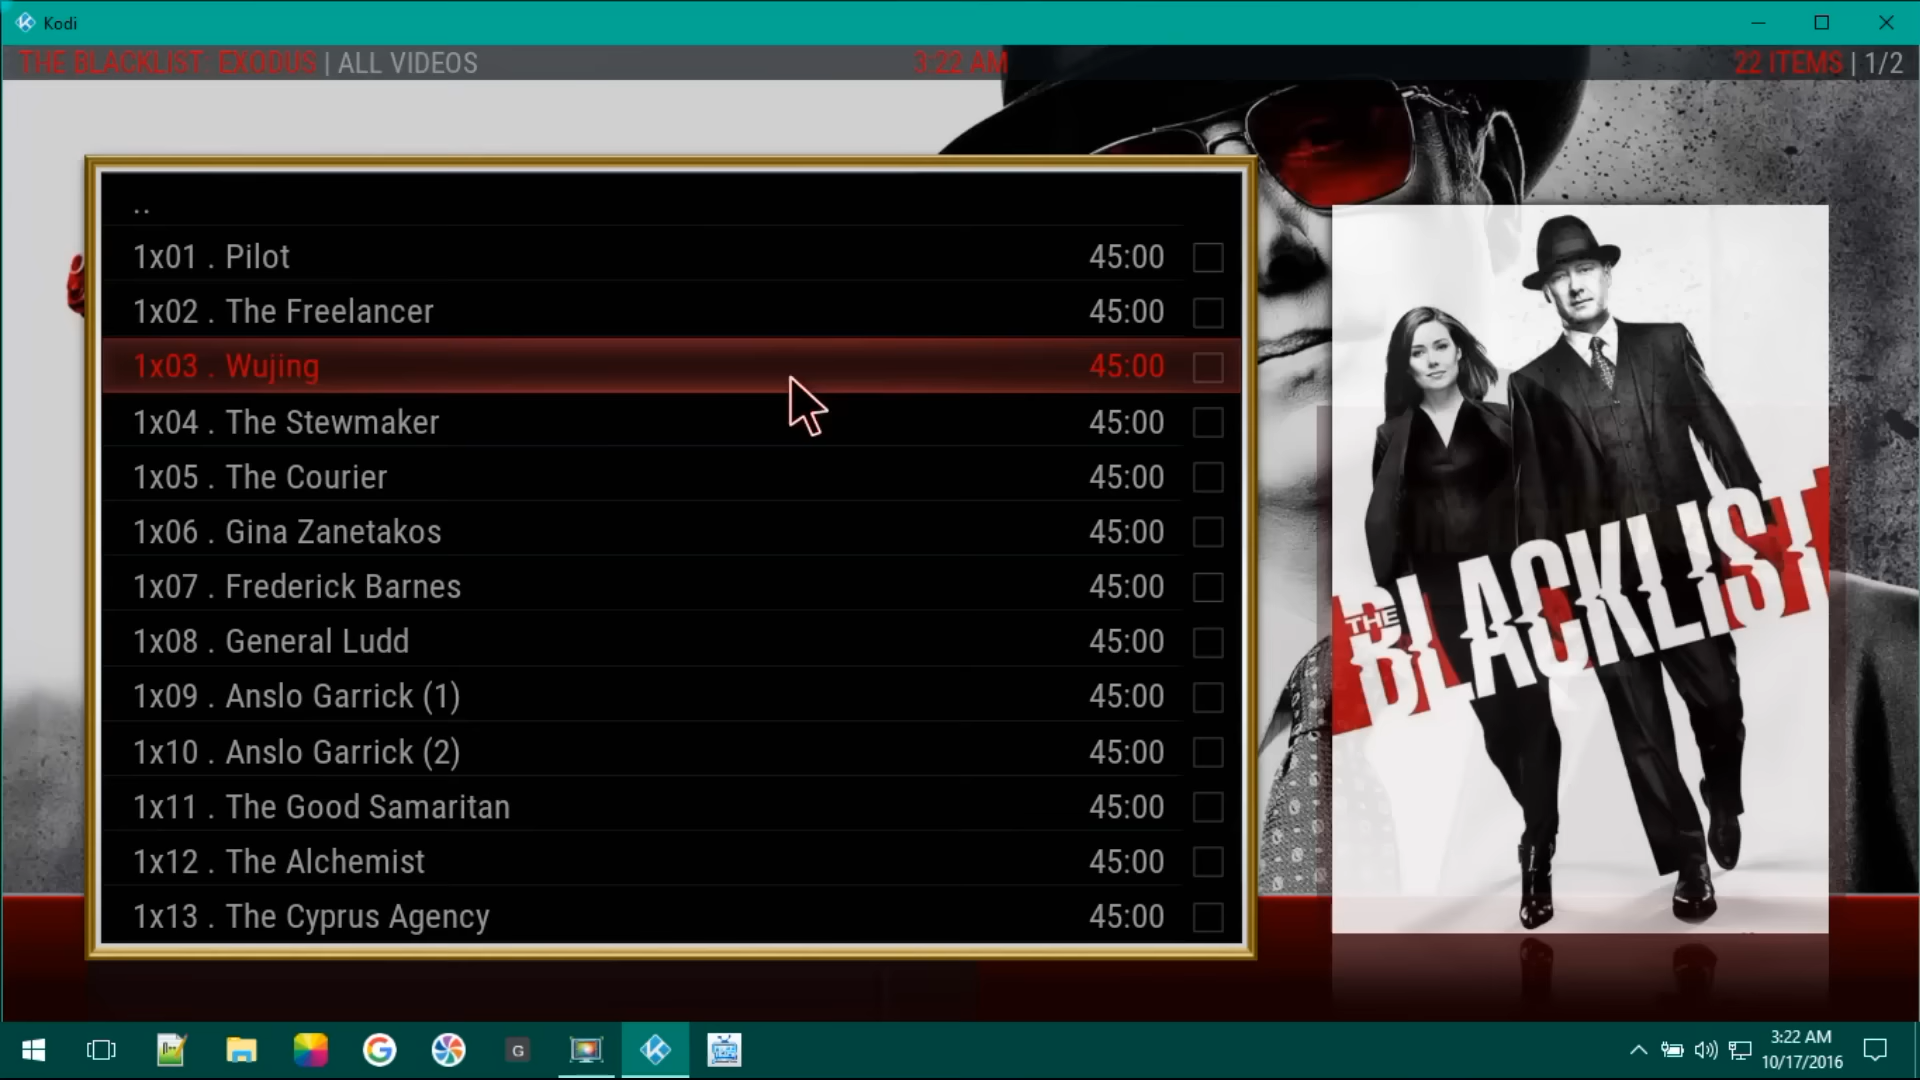 Kodi
THE BLACKLIST: EXODUS | ALL VIDEOS
3:22 AM
22 ITEMS | 1/2
..
1x01 . Pilot 45:00
1x02 . The Freelancer 45:00
1x03 . Wujing 45:00
1x04 . The Stewmaker 45:00
1x05 . The Courier 45:00
1x06 . Gina Zanetakos 45:00
1x07 . Frederick Barnes 45:00
1x08 . General Ludd 45:00
1x09 . Anslo Garrick (1) 45:00
1x10 . Anslo Garrick (2) 45:00
1x11 . The Good Samaritan 45:00
1x12 . The Alchemist 45:00
1x13 . The Cyprus Agency 45:00
THE
BLACKLIST
G
G
3:22 AM
10/17/2016